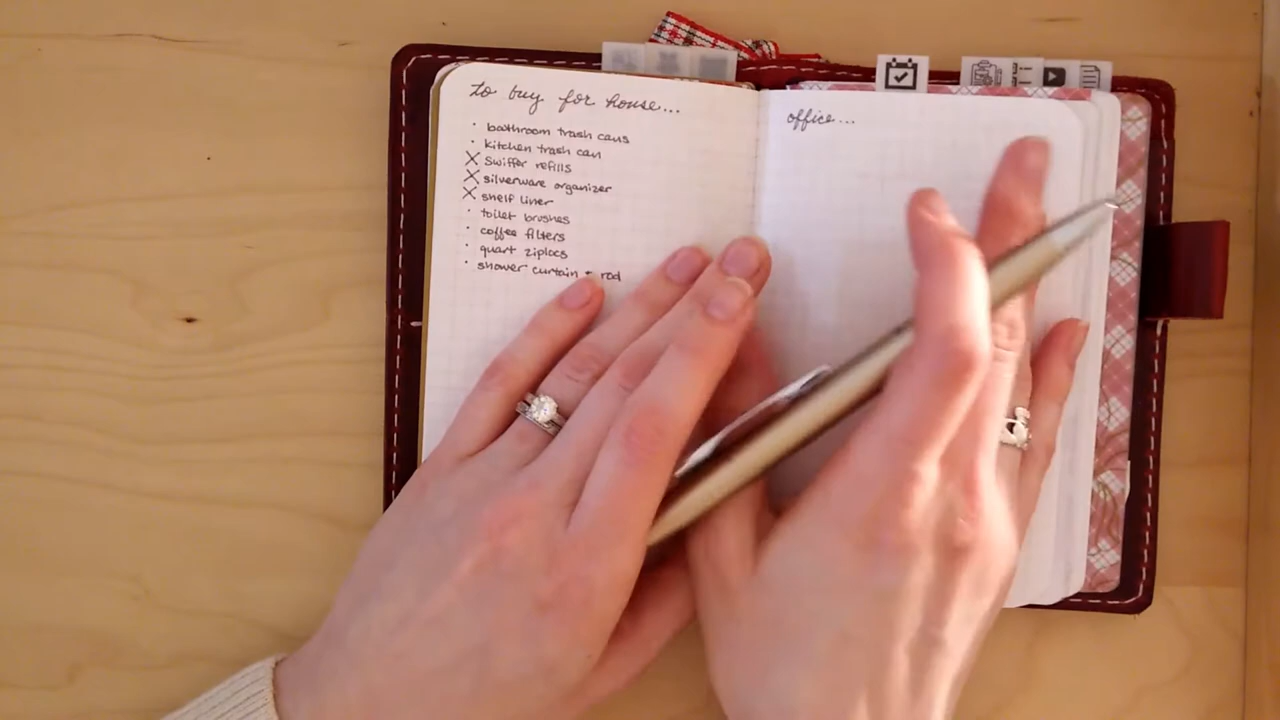 to buy for house...
· bathroom trash cans
· kitchen trash can
X Swiffer refills
X silverware organizer
X shelf liner
· toilet brushes
· coffee filters
· quart ziplocs
· shower curtain + rod
office...